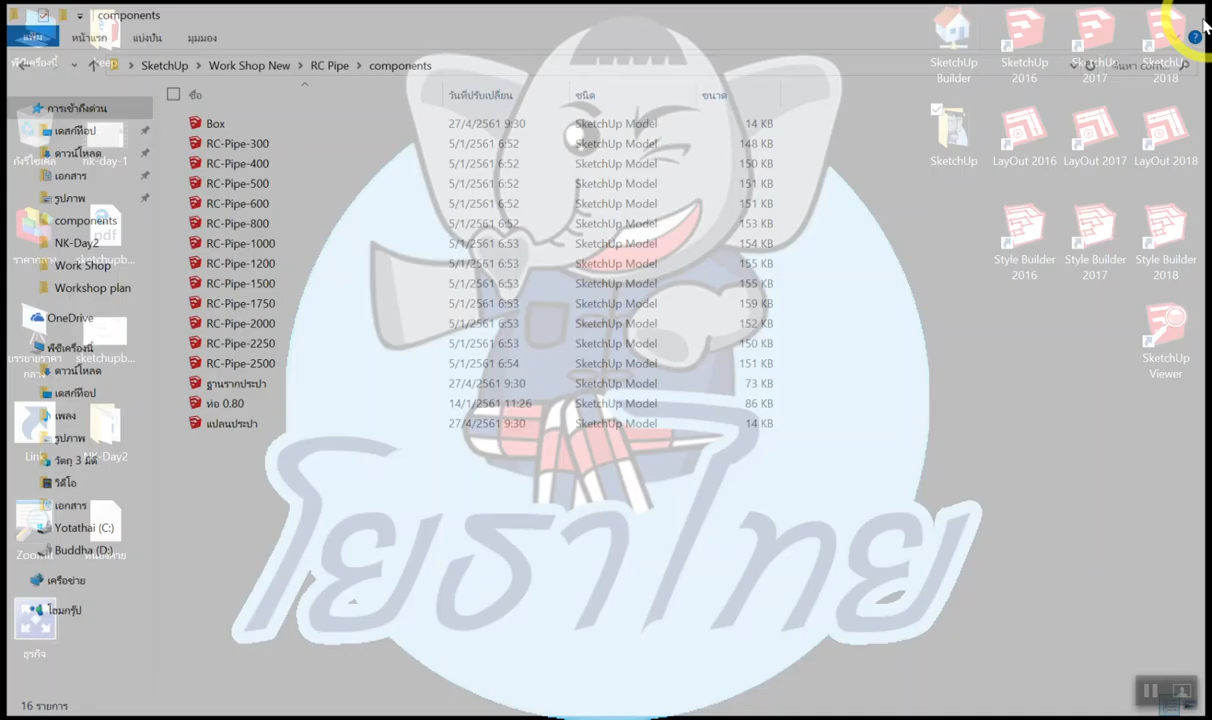 components
แฟ้ม หน้าแรก แบ่งปัน มุมมอง
SketchUp Work Shop New RC Pipe components
ชื่อ วันที่ปรับเปลี่ยน ชนิด ขนาด
Box 27/4/2561 9:30 SketchUp Model 14 KB
RC-Pipe-300 5/1/2561 6:52 SketchUp Model 148 KB
RC-Pipe-400 5/1/2561 6:52 SketchUp Model 150 KB
RC-Pipe-500 5/1/2561 6:52 SketchUp Model 151 KB
RC-Pipe-600 5/1/2561 6:52 SketchUp Model 151 KB
RC-Pipe-800 5/1/2561 6:52 SketchUp Model 153 KB
RC-Pipe-1000 5/1/2561 6:53 SketchUp Model 154 KB
RC-Pipe-1200 5/1/2561 6:53 SketchUp Model 155 KB
RC-Pipe-1500 5/1/2561 6:53 SketchUp Model 155 KB
RC-Pipe-1750 5/1/2561 6:53 SketchUp Model 159 KB
RC-Pipe-2000 5/1/2561 6:53 SketchUp Model 152 KB
RC-Pipe-2250 5/1/2561 6:53 SketchUp Model 150 KB
RC-Pipe-2500 5/1/2561 6:54 SketchUp Model 151 KB
ฐานรากประปา 27/4/2561 9:30 SketchUp Model 73 KB
ท่อ 0.80 14/1/2561 11:26 SketchUp Model 86 KB
แปลนประปา 27/4/2561 9:30 SketchUp Model 14 KB
การเข้าถึงด่วน
เดสก์ท็อป
ดาวน์โหลด
เอกสาร
รูปภาพ
components
NK-Day2
Work Shop
Workshop plan
OneDrive
พีซีเครื่องนี้
ดาวน์โหลด
เดสก์ท็อป
เพลง
รูปภาพ
วัตถุ 3 มิติ
วิดีโอ
เอกสาร
Yotathai (C:)
Buddha (D:)
เครือข่าย
โฮมกรุ๊ป
16 รายการ
nk-day-1
NK-Day2
ธุรกิจ
SketchUp Builder
SketchUp 2016
SketchUp 2017
SketchUp 2018
SketchUp
LayOut 2016
LayOut 2017
LayOut 2018
Style Builder 2016
Style Builder 2017
Style Builder 2018
SketchUp Viewer
โยธาไทย